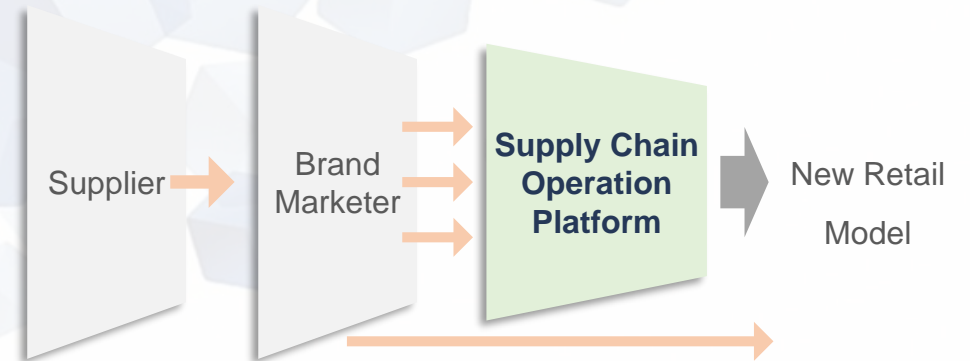 Supplier
Brand
Marketer
Supply Chain
Operation
Platform
New Retail
Model